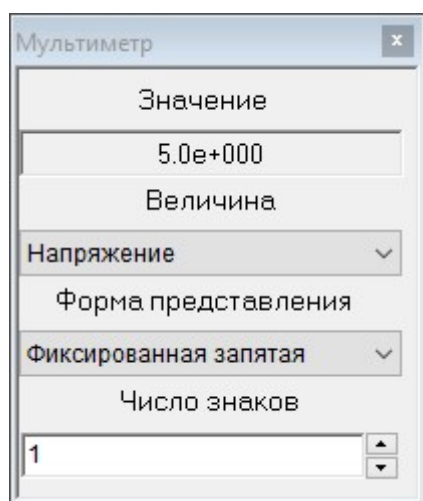 Мультиметр
x
Значение
5.0e+000
Величина
Напряжение
Форма представления
Фиксированная запятая
Число знаков
1